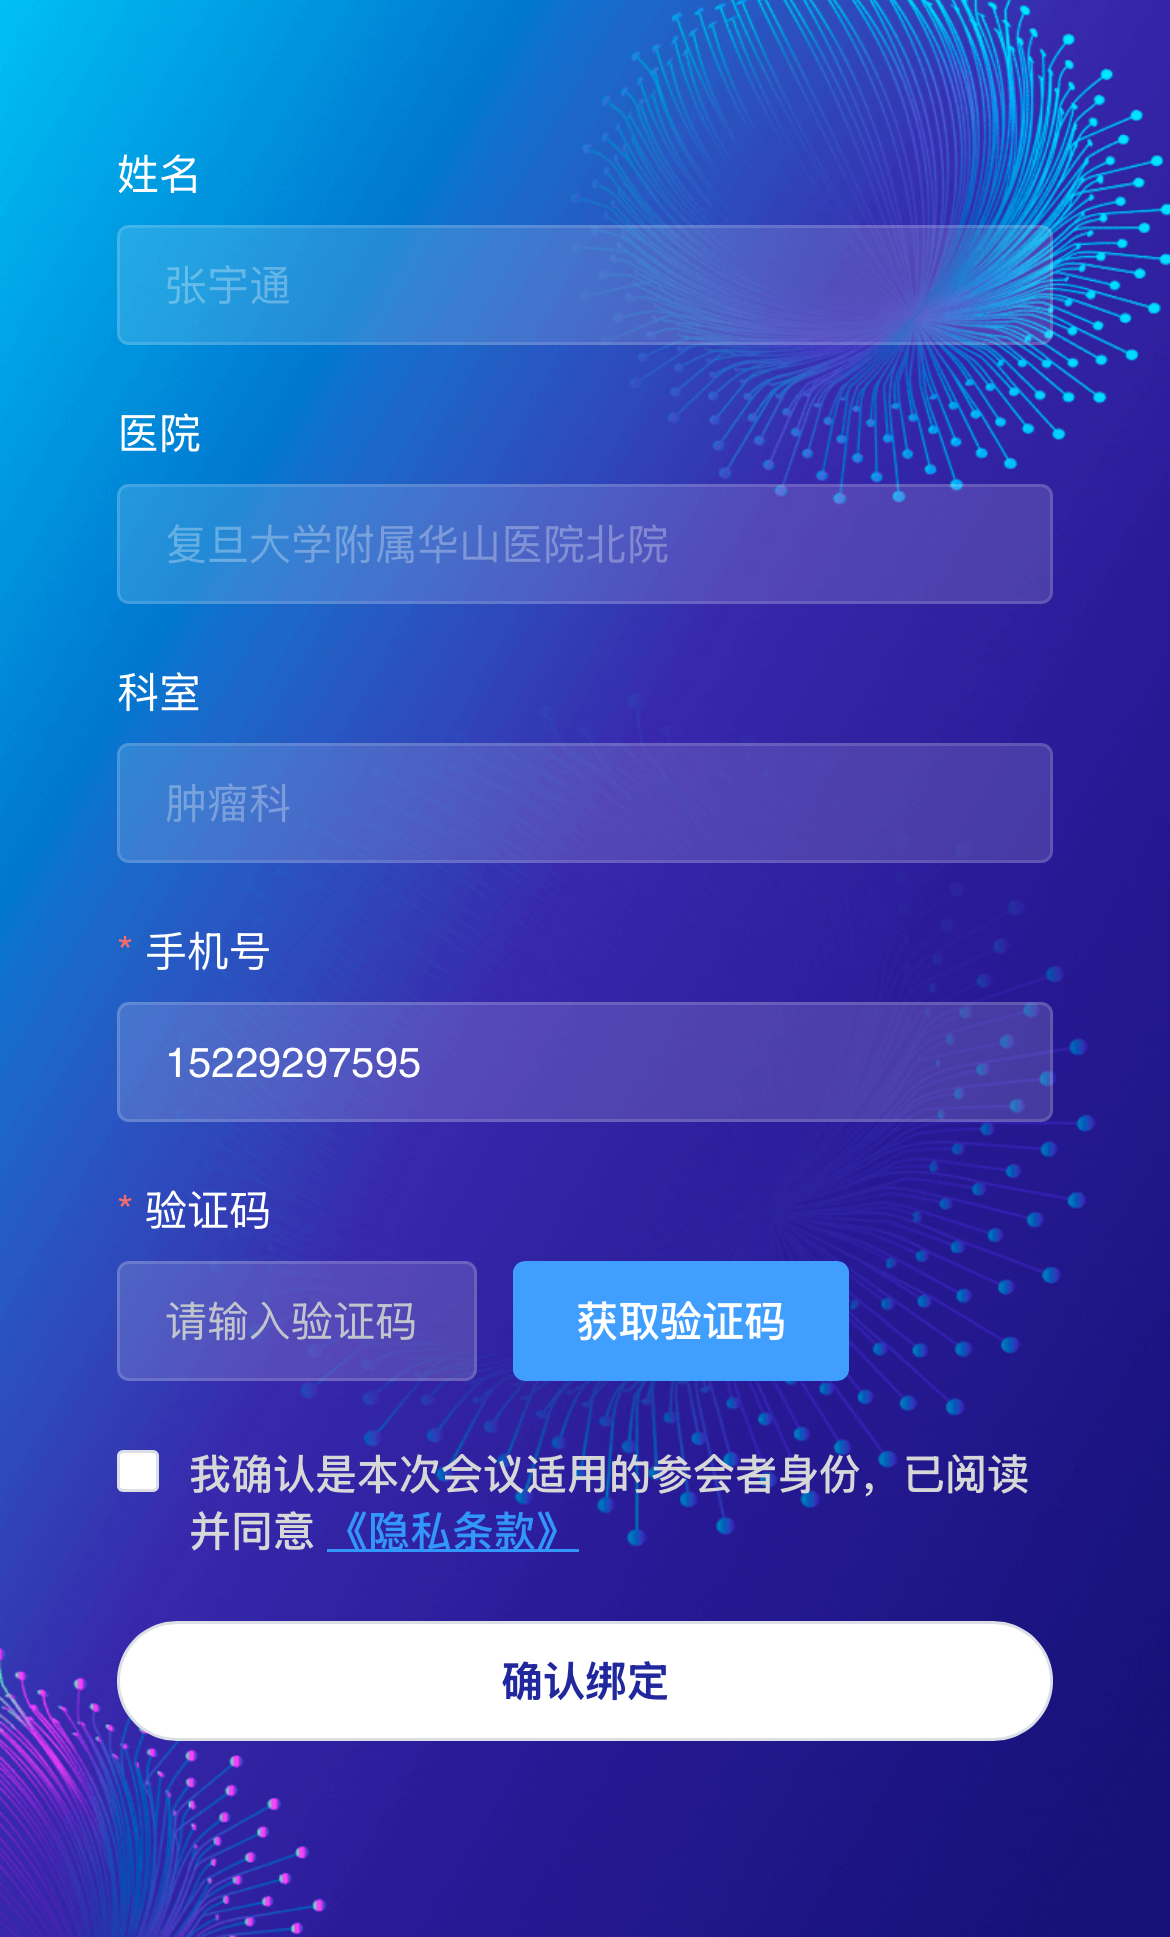 姓名
张宇通
医院
复旦大学附属华山医院北院
科室
肿瘤科
* 手机号
15229297595
* 验证码
请输入验证码
获取验证码
我确认是本次会议适用的参会者身份，已阅读
并同意 《隐私条款》
确认绑定